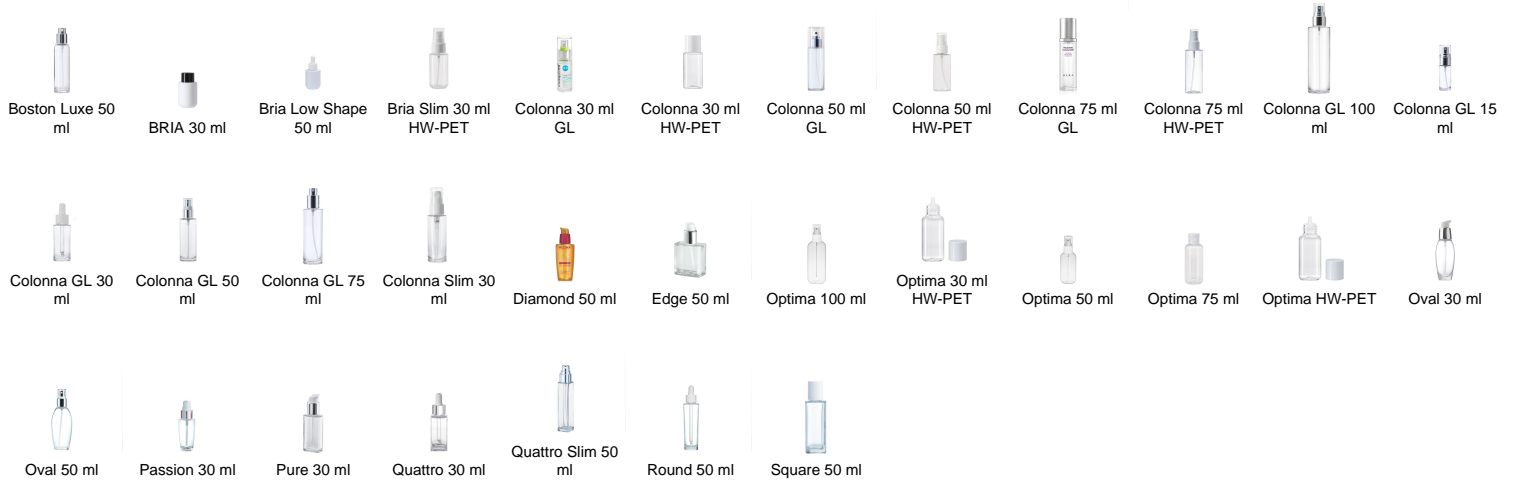 Boston Luxe 50
ml
BRIA 30 ml
Bria Low Shape
50 ml
Bria Slim 30 ml
HW-PET
Colonna 30 ml
GL
Colonna 30 ml
HW-PET
Colonna 50 ml
GL
Colonna 50 ml
HW-PET
Colonna 75 ml
GL
Colonna 75 ml
HW-PET
Colonna GL 100
ml
Colonna GL 15
ml
Colonna GL 30
ml
Colonna GL 50
ml
Colonna GL 75
ml
Colonna Slim 30
ml
Diamond 50 ml
Edge 50 ml
Optima 100 ml
Optima 30 ml
HW-PET
Optima 50 ml
Optima 75 ml
Optima HW-PET
Oval 30 ml
Oval 50 ml
Passion 30 ml
Pure 30 ml
Quattro 30 ml
Quattro Slim 50
ml
Round 50 ml
Square 50 ml